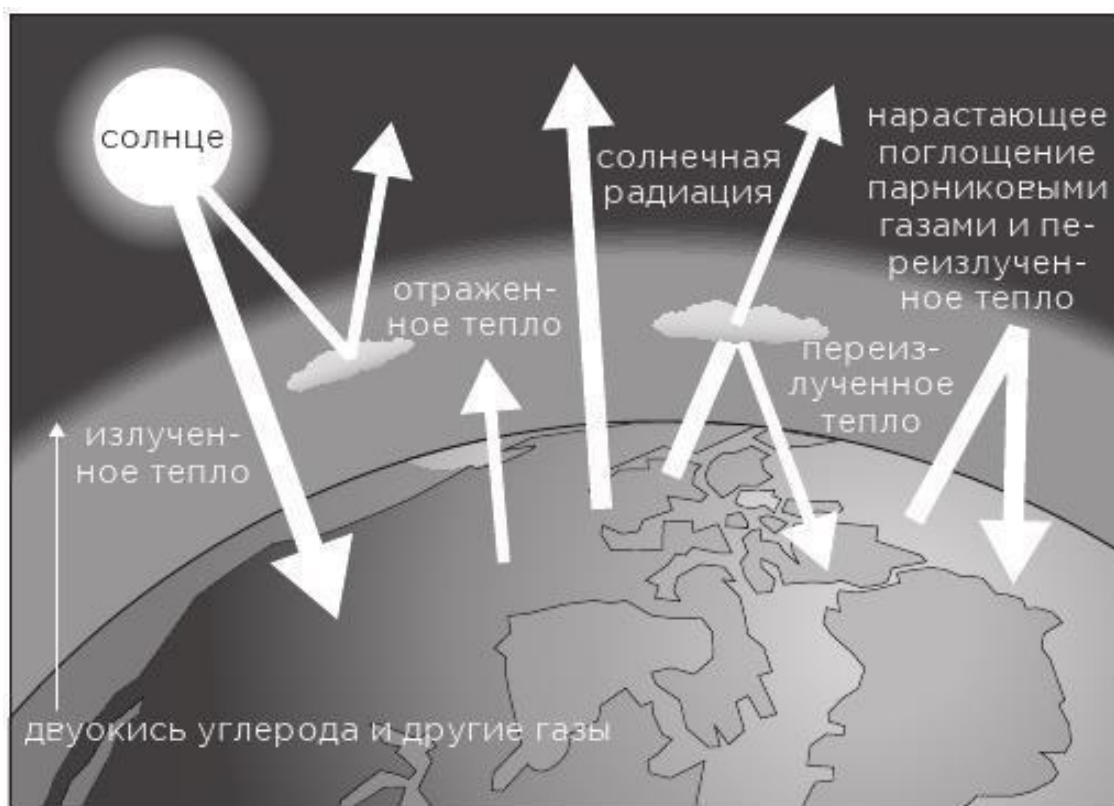 солнце
солнечная
радиация
нарастающее
поглощение
парниковыми
газами и пе-
реизлучен-
ное тепло
отражен-
ное тепло
переиз-
лученное
тепло
излучен-
ное тепло
двуокись углерода и другие газы